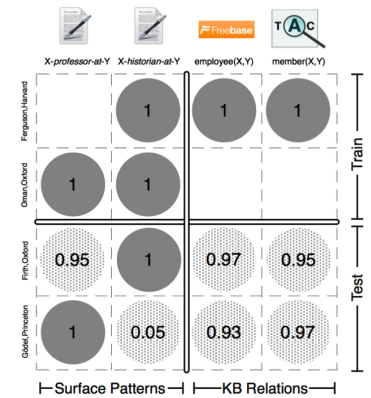 Freebase
T A C
X-professor-at-Y X-historian-at-Y employee(X,Y) member(X,Y)
Ferguson,Harvard 1 1 1
Oman,Oxford 1 1
Train
Firth,Oxford 0.95 1 0.97 0.95
Gödel,Princeton 1 0.05 0.93 0.97
Test
Surface Patterns KB Relations